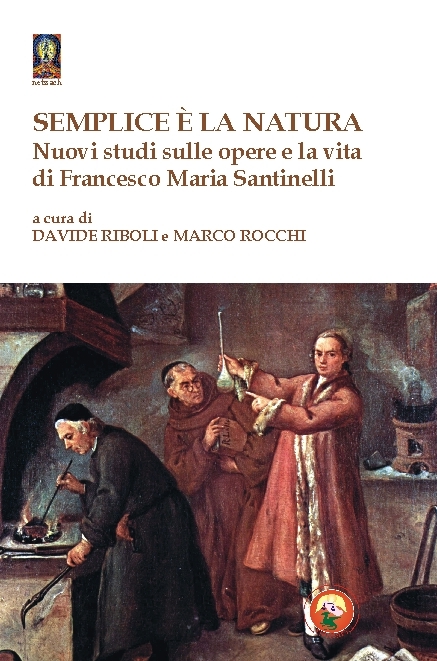 netzach
SEMPLICE È LA NATURA
Nuovi studi sulle opere e la vita
di Francesco Maria Santinelli
a cura di
DAVIDE RIBOLI e MARCO ROCCHI